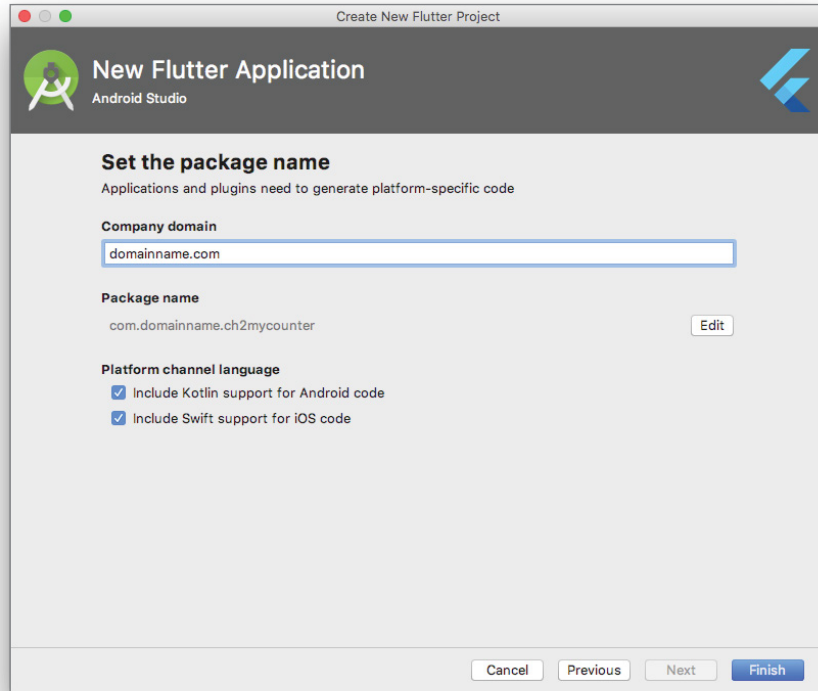 Create New Flutter Project
New Flutter Application
Android Studio
Set the package name
Applications and plugins need to generate platform-specific code
Company domain
domainname.com
Package name
com.domainname.ch2mycounter
Edit
Platform channel language
Include Kotlin support for Android code
Include Swift support for iOS code
Cancel Previous Next Finish